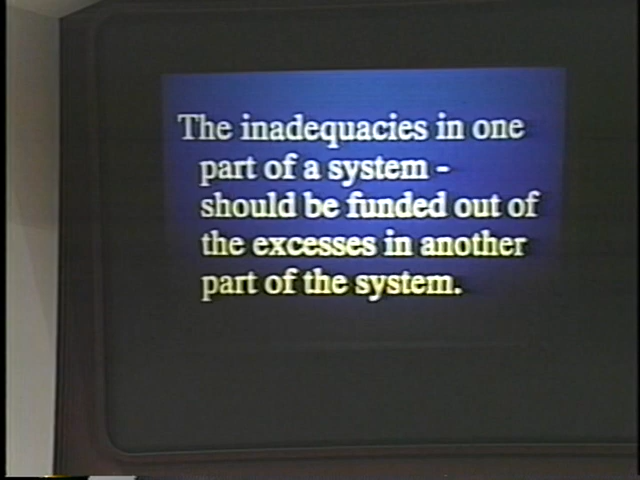 The inadequacies in one
part of a system -
should be funded out of
the excesses in another
part of the system.